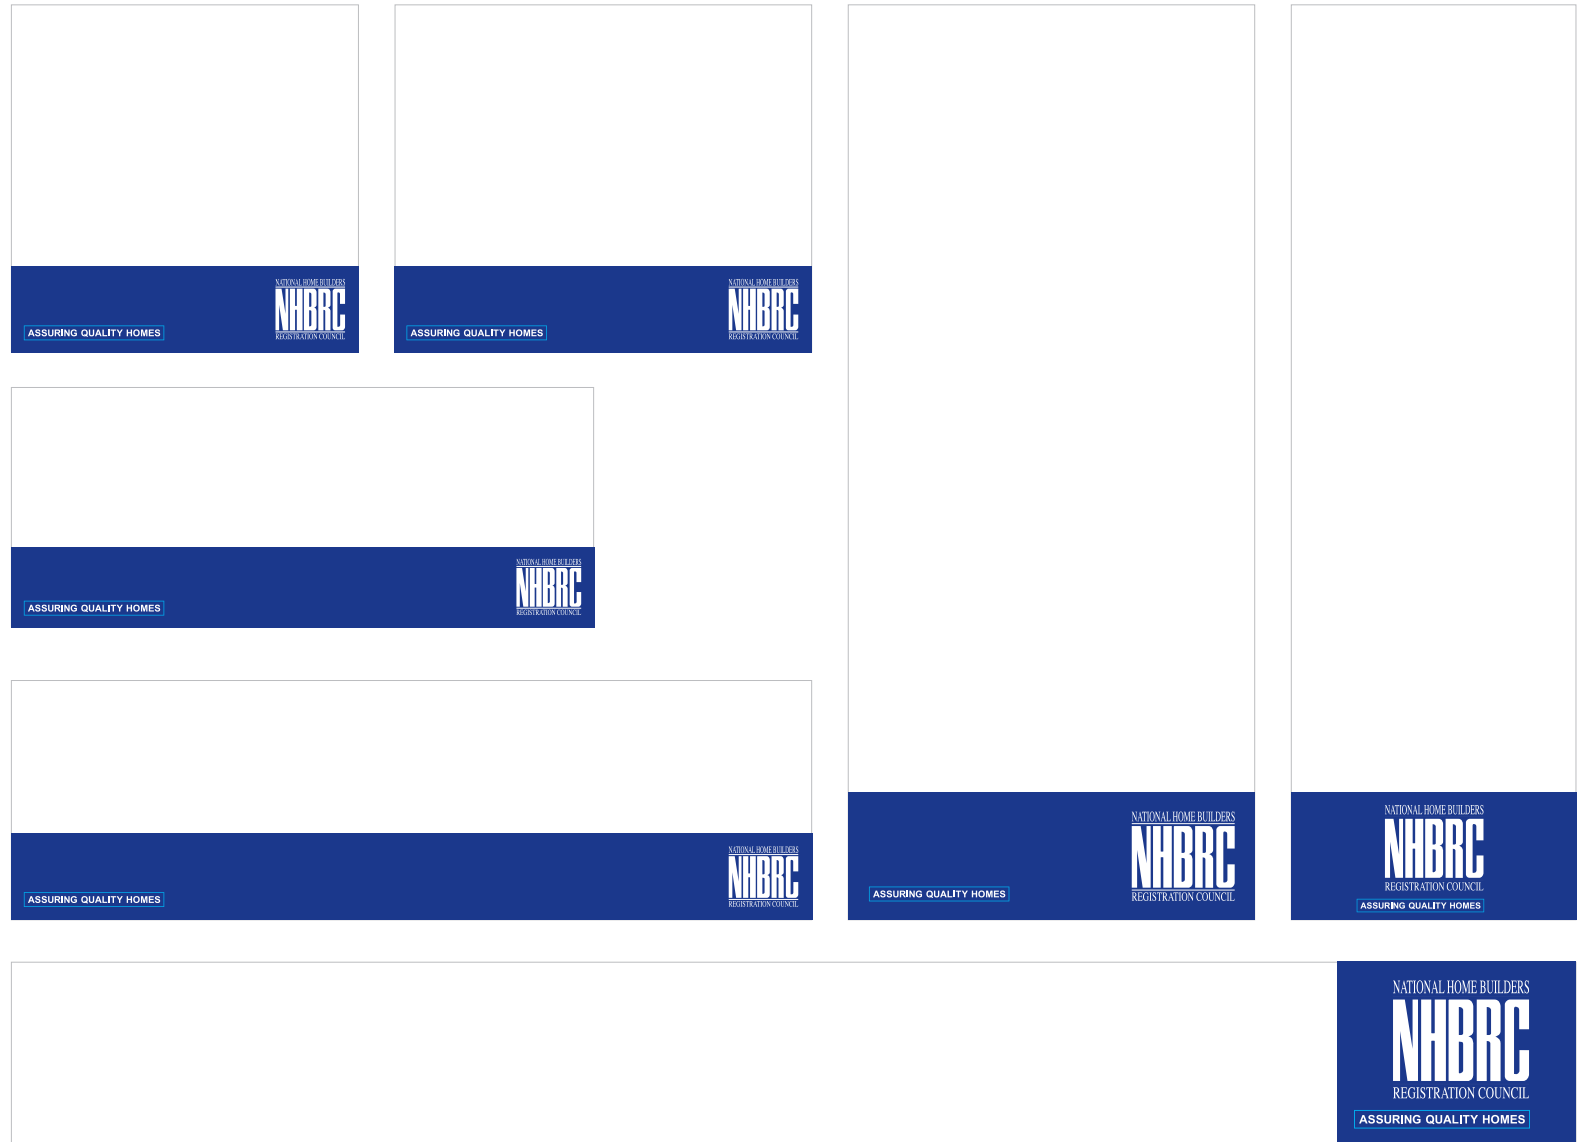 NATIONAL HOME BUILDERS
NHBRC
REGISTRATION COUNCIL
ASSURING QUALITY HOMES
NATIONAL HOME BUILDERS
NHBRC
REGISTRATION COUNCIL
ASSURING QUALITY HOMES
NATIONAL HOME BUILDERS
NHBRC
REGISTRATION COUNCIL
ASSURING QUALITY HOMES
NATIONAL HOME BUILDERS
NHBRC
REGISTRATION COUNCIL
ASSURING QUALITY HOMES
NATIONAL HOME BUILDERS
NHBRC
REGISTRATION COUNCIL
ASSURING QUALITY HOMES
NATIONAL HOME BUILDERS
NHBRC
REGISTRATION COUNCIL
ASSURING QUALITY HOMES
NATIONAL HOME BUILDERS
NHBRC
REGISTRATION COUNCIL
ASSURING QUALITY HOMES